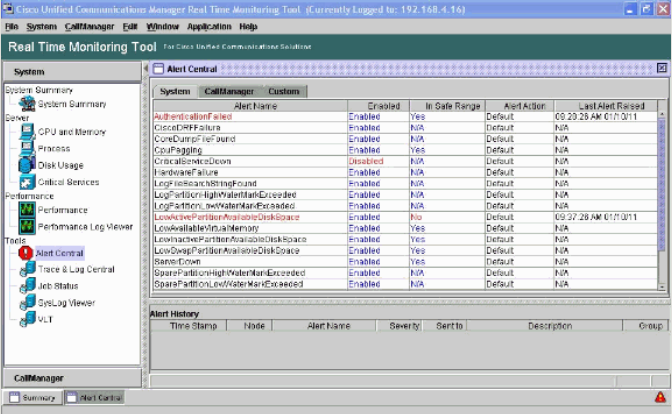 Cisco Unified Communications Manager Real Time Monitoring Tool (Currently Logged to: 192.168.4.16)
File System CallManager Edit Window Application Help
Real Time Monitoring Tool For Cisco Unified Communications Solutions
System
System Summary
System Summary
Server
CPU and Memory
Process
Disk Usage
Critical Services
Performance
Performance
Performance Log Viewer
Tools
Alert Central
Trace & Log Central
Job Status
SysLog Viewer
VLT
CallManager
Alert Central
System CallManager Custom
Alert Name Enabled In Safe Range Alert Action Last Alert Raised
AuthenticationFailed Enabled Yes Default 09:20:26 AM 01/10/11
CiscoDRFFailure Enabled N/A Default N/A
CoreDumpFileFound Enabled N/A Default N/A
CpuPegging Enabled Yes Default N/A
CriticalServiceDown Disabled N/A Default N/A
HardwareFailure Enabled N/A Default N/A
LogFileSearchStringFound Enabled N/A Default N/A
LogPartitionHighWaterMarkExceeded Enabled N/A Default N/A
LogPartitionLowWaterMarkExceeded Enabled N/A Default N/A
LowActivePartitionAvailableDiskSpace Enabled No Default 09:37:26 AM 01/10/11
LowAvailableVirtualMemory Enabled Yes Default N/A
LowInactivePartitionAvailableDiskSpace Enabled Yes Default N/A
LowSwapPartitionAvailableDiskSpace Enabled Yes Default N/A
ServerDown Enabled Yes Default N/A
SparePartitionHighWaterMarkExceeded Enabled N/A Default N/A
SparePartitionLowWaterMarkExceeded Enabled N/A Default N/A
Alert History
Time Stamp Node Alert Name Severity Sent to Description Group
Summary Alert Central